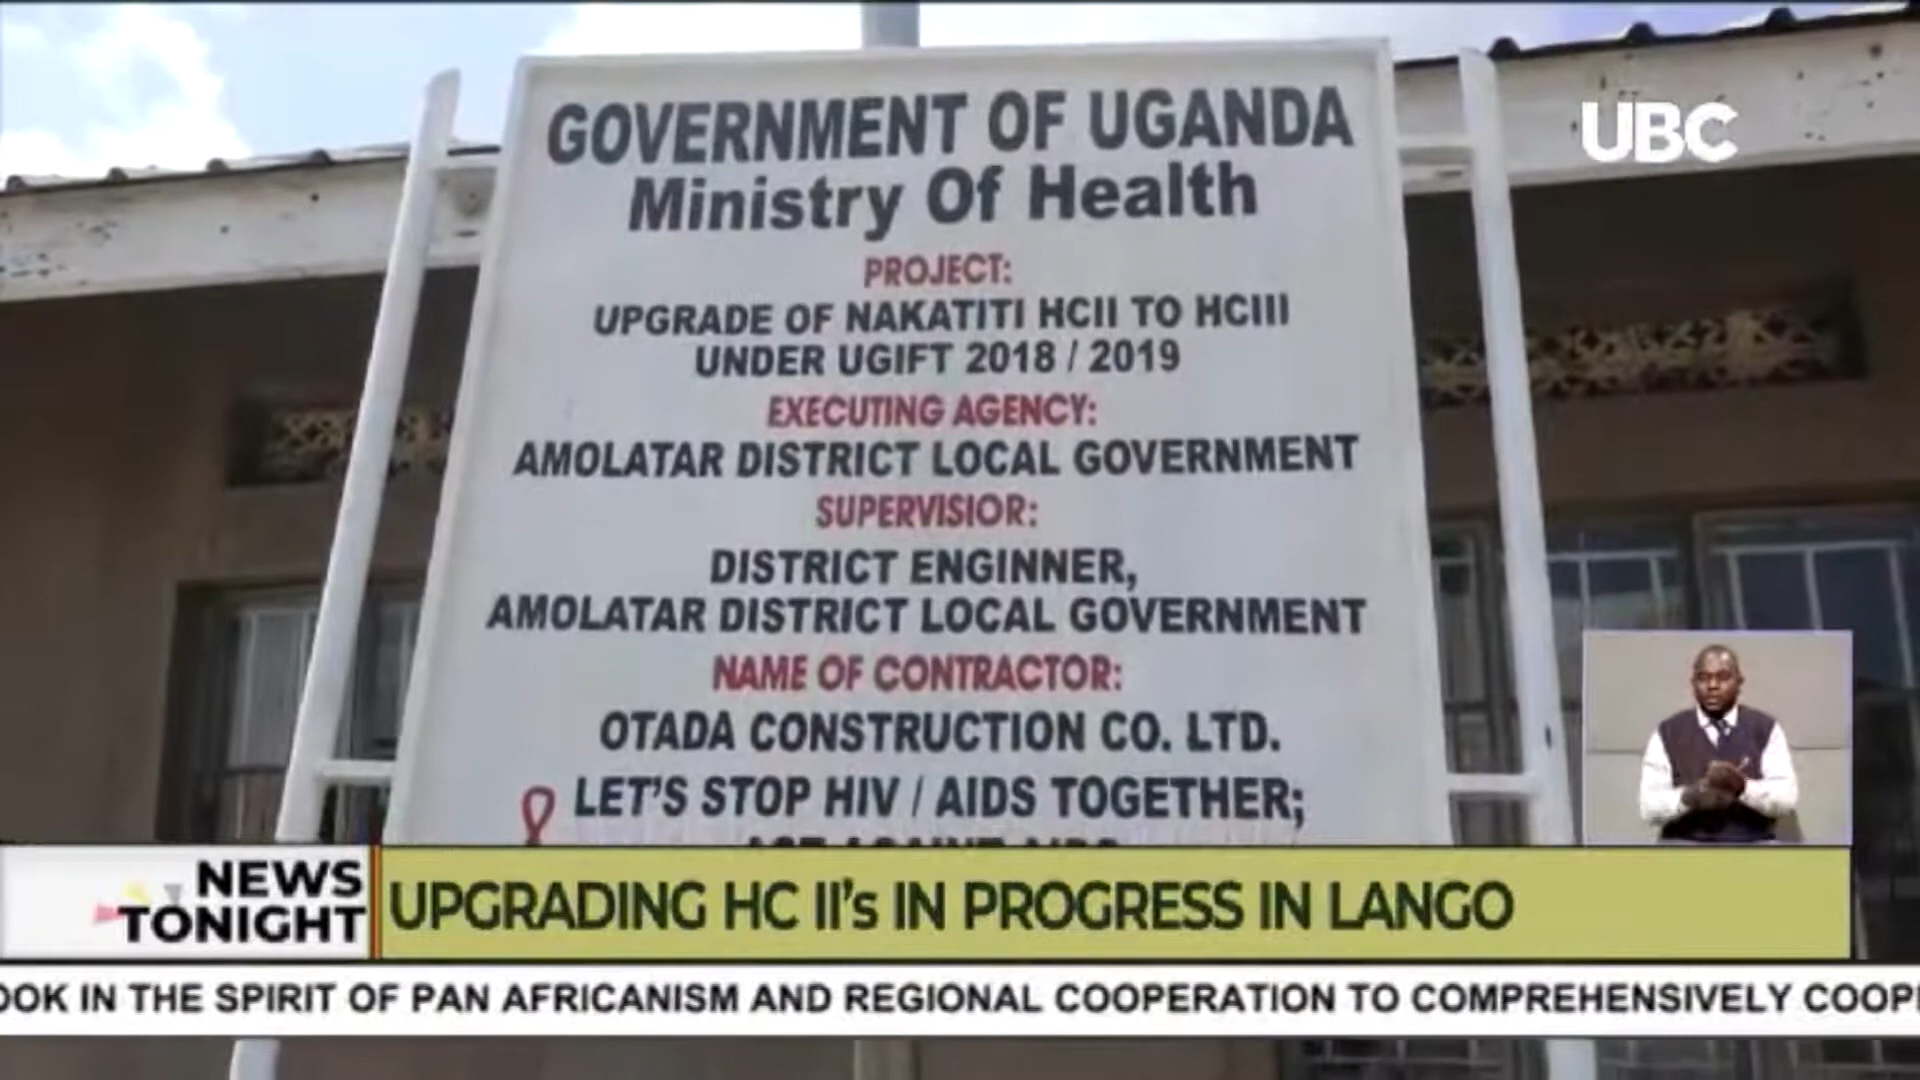 GOVERNMENT OF UGANDA
Ministry Of Health
UBC
PROJECT:
UPGRADE OF NAKATITI HCII TO HCIII
UNDER UGIFT 2018 / 2019
EXECUTING AGENCY:
AMOLATAR DISTRICT LOCAL GOVERNMENT
SUPERVISIOR:
DISTRICT ENGINNER,
AMOLATAR DISTRICT LOCAL GOVERNMENT
NAME OF CONTRACTOR:
OTADA CONSTRUCTION CO. LTD.
LET'S STOP HIV / AIDS TOGETHER;
NEWS
TONIGHT
UPGRADING HC II's IN PROGRESS IN LANGO
OOK IN THE SPIRIT OF PAN AFRICANISM AND REGIONAL COOPERATION TO COMPREHENSIVELY COOP